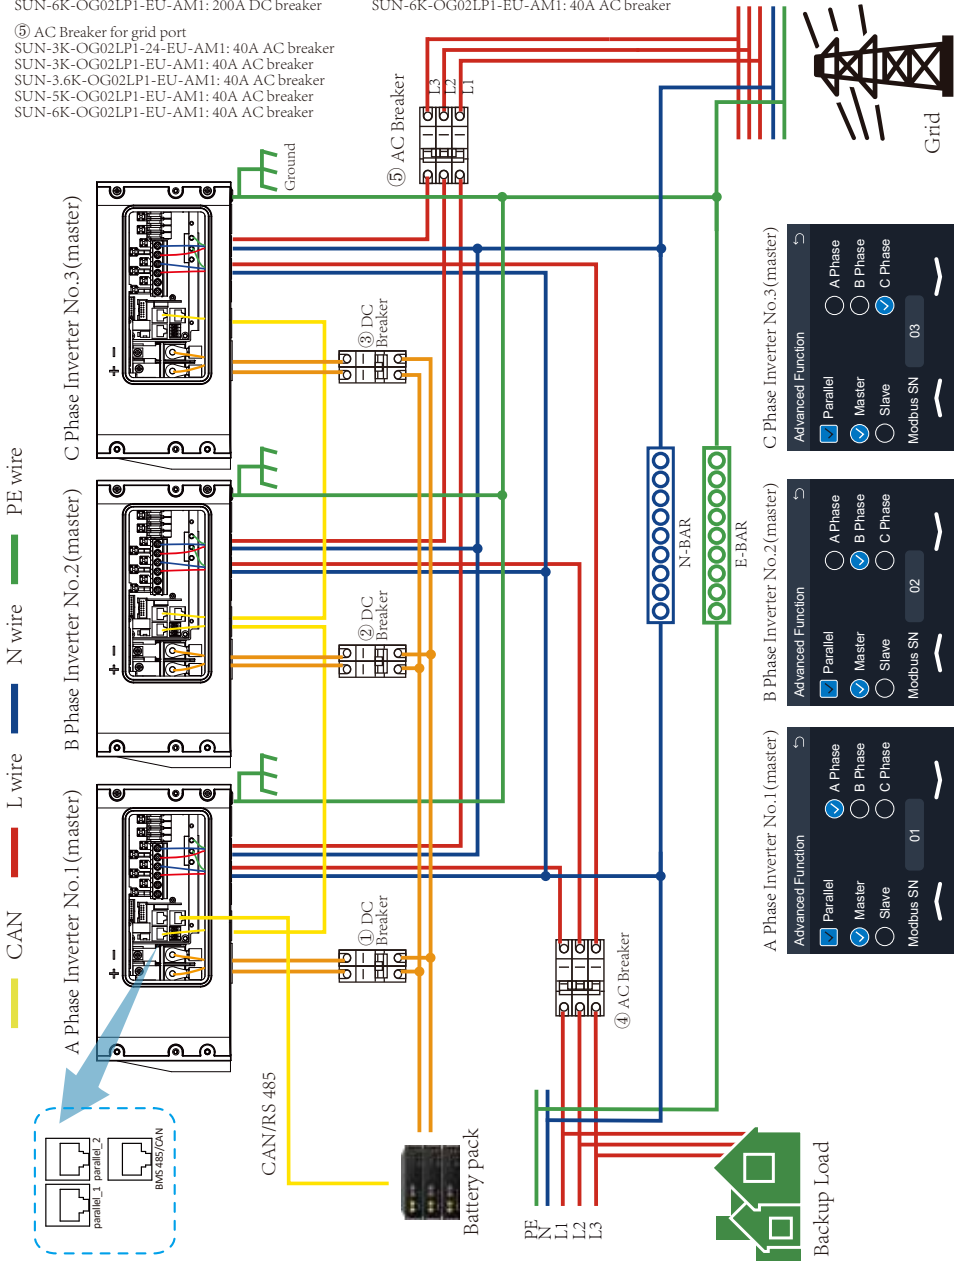 SUN-6K-OG02LP1-EU-AM1: 200A DC breaker
SUN-6K-OG02LP1-EU-AM1: 40A AC breaker
⑤ AC Breaker for grid port
SUN-3K-OG02LP1-24-EU-AM1: 40A AC breaker
SUN-3K-OG02LP1-EU-AM1: 40A AC breaker
SUN-3.6K-OG02LP1-EU-AM1: 40A AC breaker
SUN-5K-OG02LP1-EU-AM1: 40A AC breaker
SUN-6K-OG02LP1-EU-AM1: 40A AC breaker
CAN
L wire
N wire
PE wire
A Phase Inverter No.1(master)
B Phase Inverter No.2(master)
C Phase Inverter No.3(master)
+ −
+ −
+ −
Ground
parallel_1
parallel_2
BMS 485/CAN
CAN/RS 485
Battery pack
① DC
Breaker
② DC
Breaker
③ DC
Breaker
④ AC Breaker
⑤ AC Breaker
L3
L2
L1
Grid
N-BAR
E-BAR
PE
N
L1
L2
L3
Backup Load
A Phase Inverter No.1(master)
Advanced Function
Parallel
A Phase
Master
B Phase
Slave
C Phase
Modbus SN
01
B Phase Inverter No.2(master)
Advanced Function
Parallel
A Phase
Master
B Phase
Slave
C Phase
Modbus SN
02
C Phase Inverter No.3(master)
Advanced Function
Parallel
A Phase
Master
B Phase
Slave
C Phase
Modbus SN
03